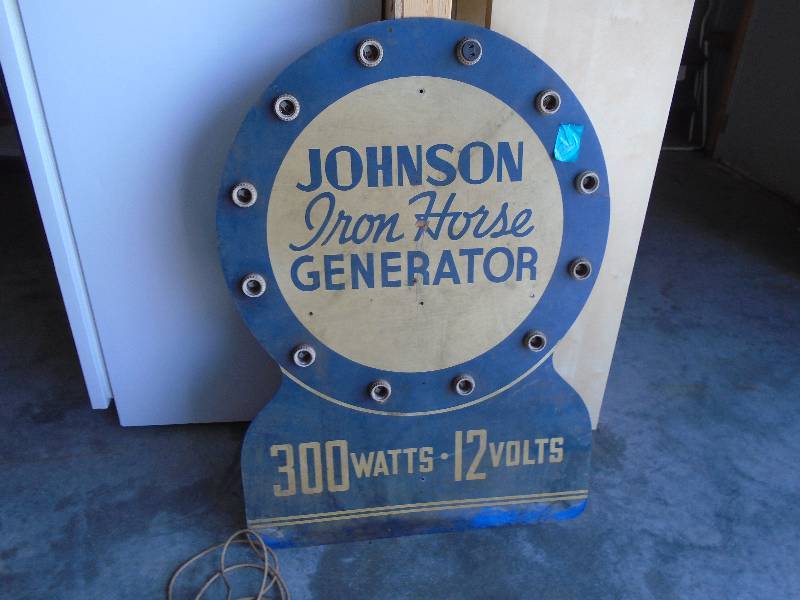 JOHNSON
Iron Horse
GENERATOR
300 WATTS · 12 VOLTS